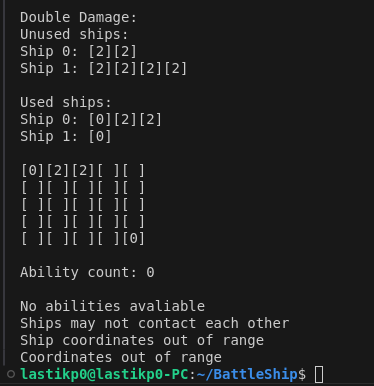 Double Damage:
Unused ships:
Ship 0: [2][2]
Ship 1: [2][2][2][2]
Used ships:
Ship 0: [0][2][2]
Ship 1: [0]
[0][2][2][ ][ ]
[ ][ ][ ][ ][ ]
[ ][ ][ ][ ][ ]
[ ][ ][ ][ ][ ]
[ ][ ][ ][ ][0]
Ability count: 0
No abilities avaliable
Ships may not contact each other
Ship coordinates out of range
Coordinates out of range
lastikp0@lastikp0-PC:~/BattleShip$